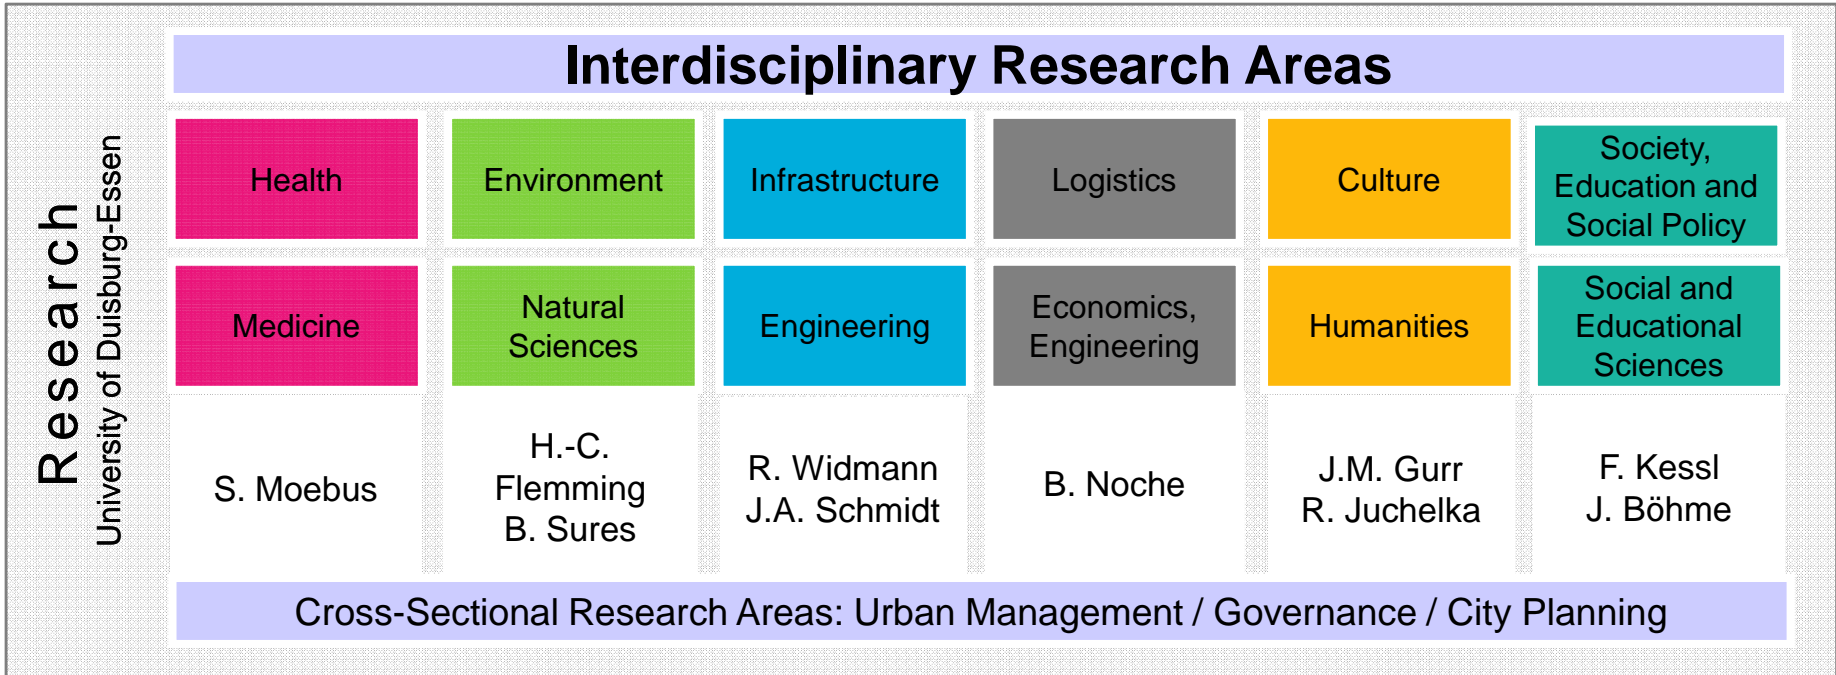 Research
University of Duisburg-Essen
Interdisciplinary Research Areas
Health
Environment
Infrastructure
Logistics
Culture
Society,
Education and
Social Policy
Medicine
Natural
Sciences
Engineering
Economics,
Engineering
Humanities
Social and
Educational
Sciences
S. Moebus
H.-C.
Flemming
B. Sures
R. Widmann
J.A. Schmidt
B. Noche
J.M. Gurr
R. Juchelka
F. Kessl
J. Böhme
Cross-Sectional Research Areas: Urban Management / Governance / City Planning